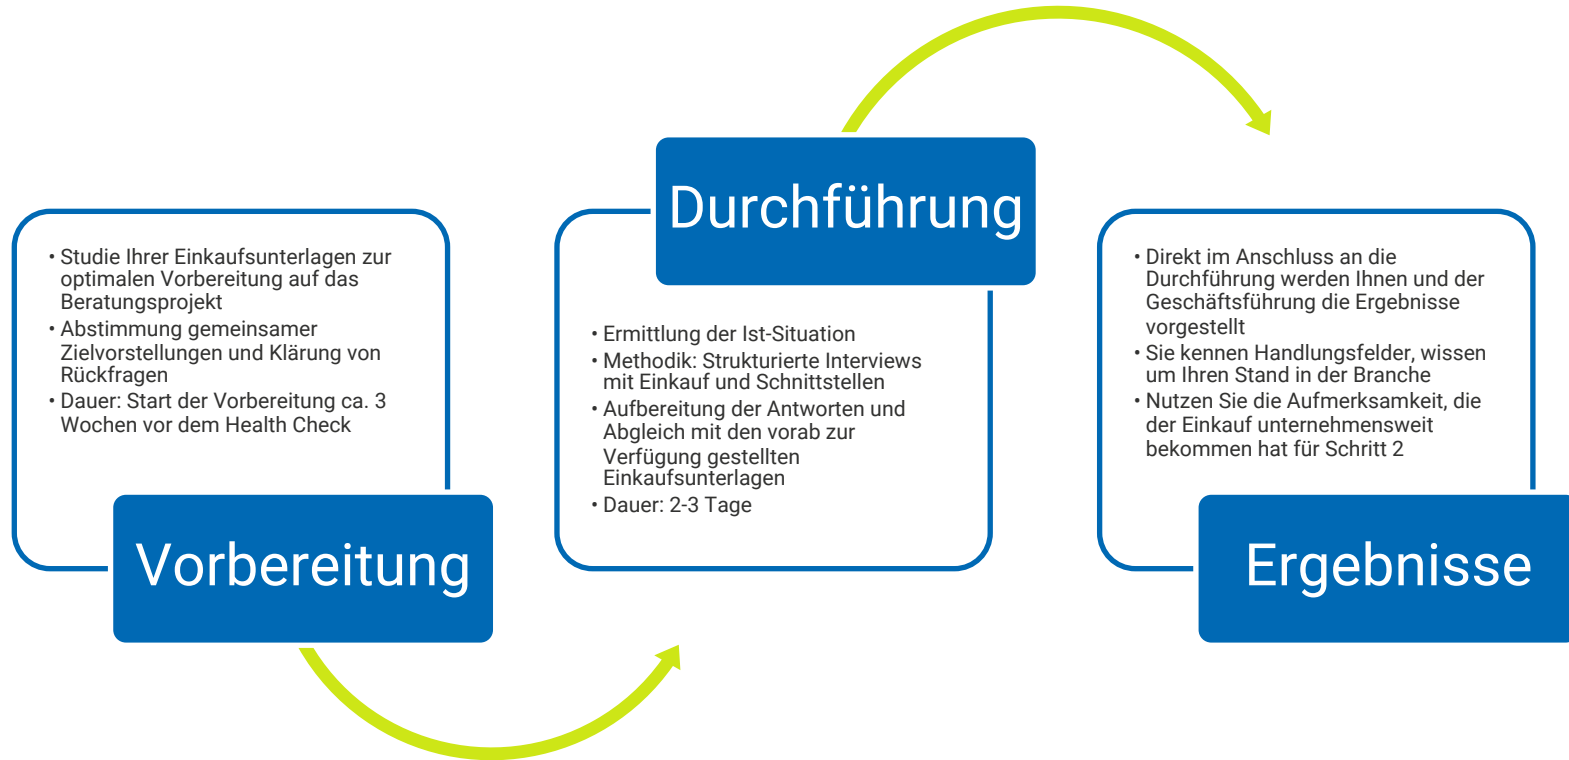 • Studie Ihrer Einkaufsunterlagen zur
optimalen Vorbereitung auf das
Beratungsprojekt
• Abstimmung gemeinsamer
Zielvorstellungen und Klärung von
Rückfragen
• Dauer: Start der Vorbereitung ca. 3
Wochen vor dem Health Check
Vorbereitung
Durchführung
• Ermittlung der Ist-Situation
• Methodik: Strukturierte Interviews
mit Einkauf und Schnittstellen
• Aufbereitung der Antworten und
Abgleich mit den vorab zur
Verfügung gestellten
Einkaufsunterlagen
• Dauer: 2-3 Tage
• Direkt im Anschluss an die
Durchführung werden Ihnen und der
Geschäftsführung die Ergebnisse
vorgestellt
• Sie kennen Handlungsfelder, wissen
um Ihren Stand in der Branche
• Nutzen Sie die Aufmerksamkeit, die
der Einkauf unternehmensweit
bekommen hat für Schritt 2
Ergebnisse